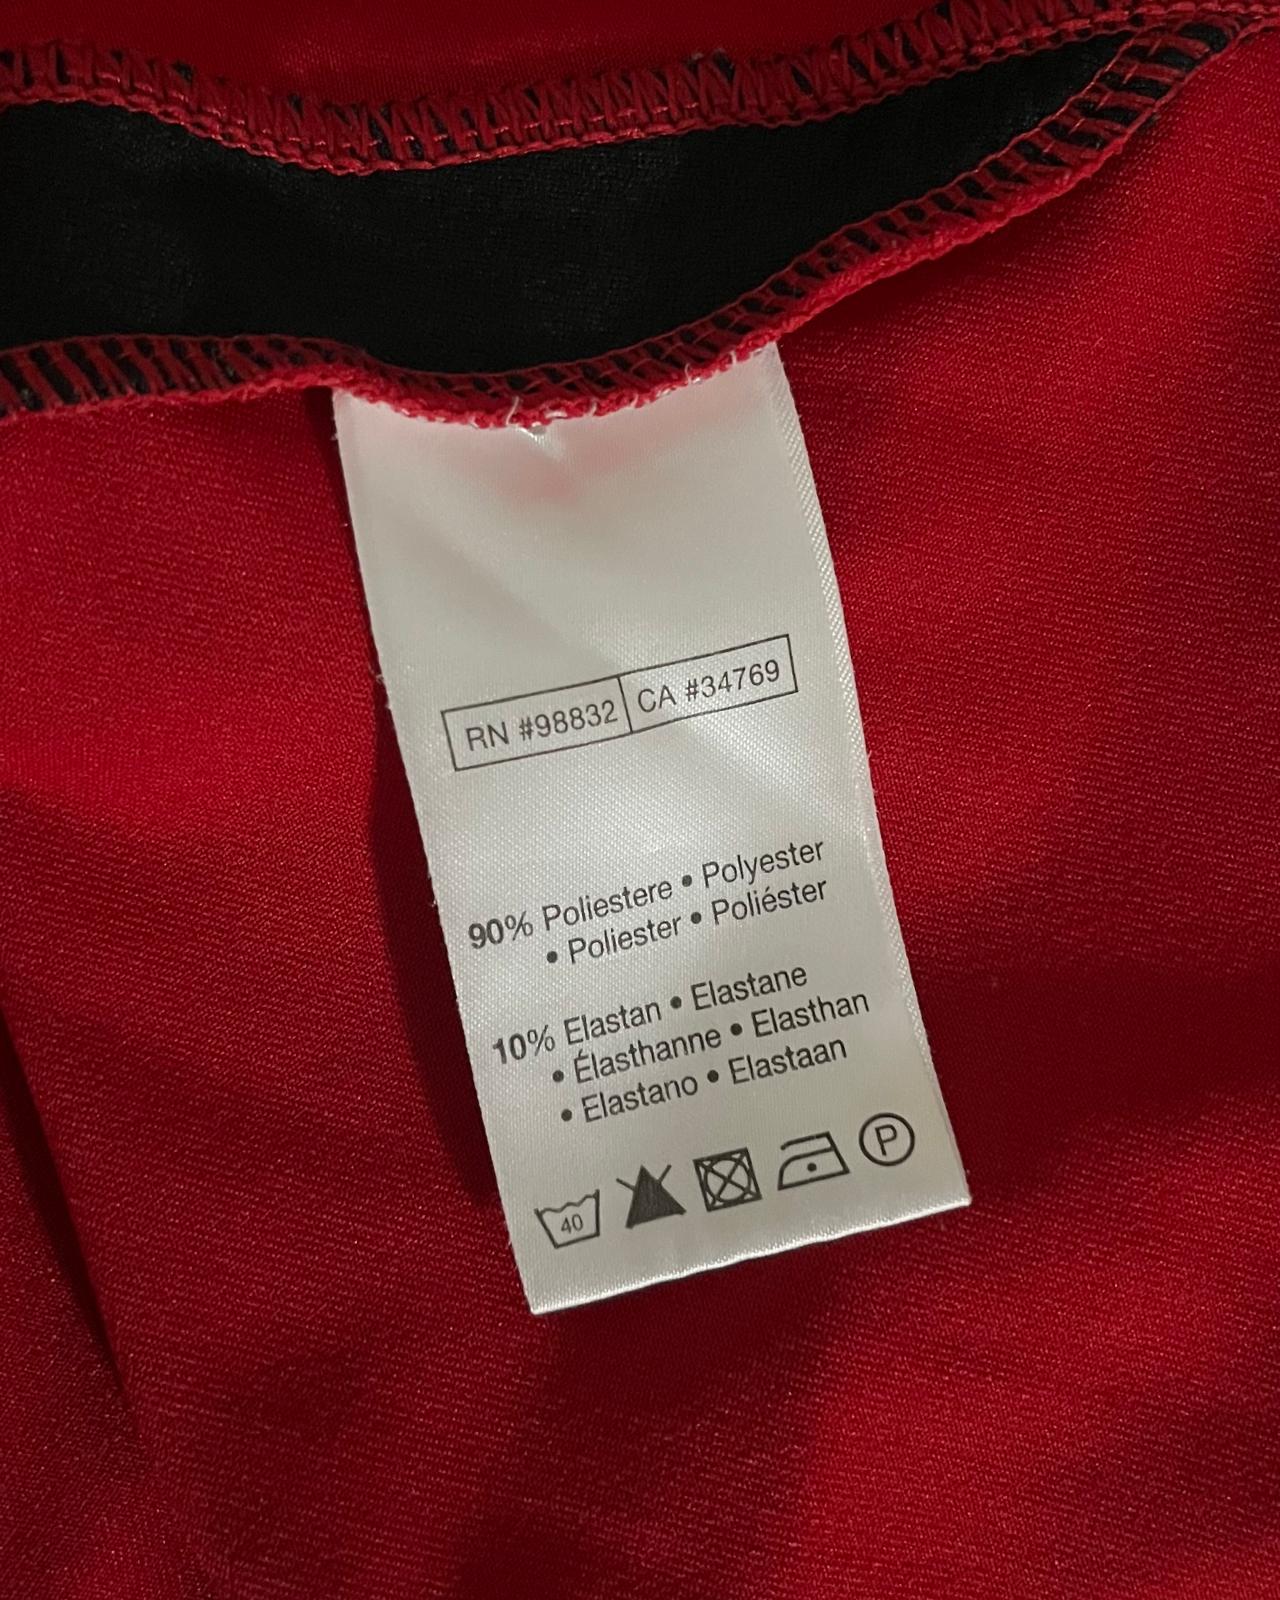 RN #98832 CA #34769
90% Poliestere • Polyester
• Poliester • Poliéster
10% Elastan • Elastane
• Élasthanne • Elasthan
• Elastano • Elastaan
40 P